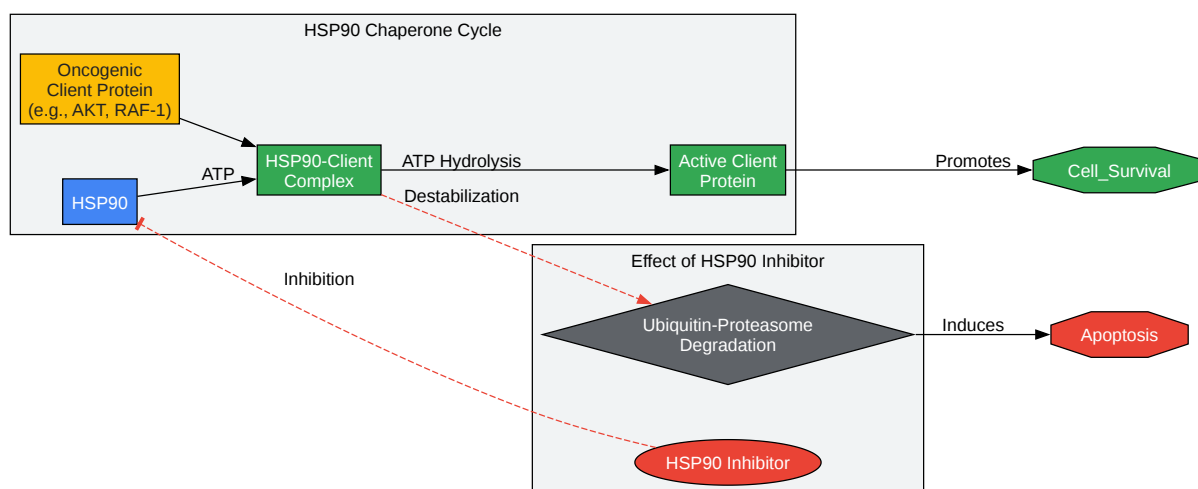 HSP90 Chaperone Cycle
Oncogenic
Client Protein
(e.g., AKT, RAF-1)
HSP90
ATP
HSP90-Client
Complex
ATP Hydrolysis
Destabilization
Active Client
Protein
Promotes
Cell_Survival
Inhibition
Effect of HSP90 Inhibitor
Ubiquitin-Proteasome
Degradation
Induces
Apoptosis
HSP90 Inhibitor